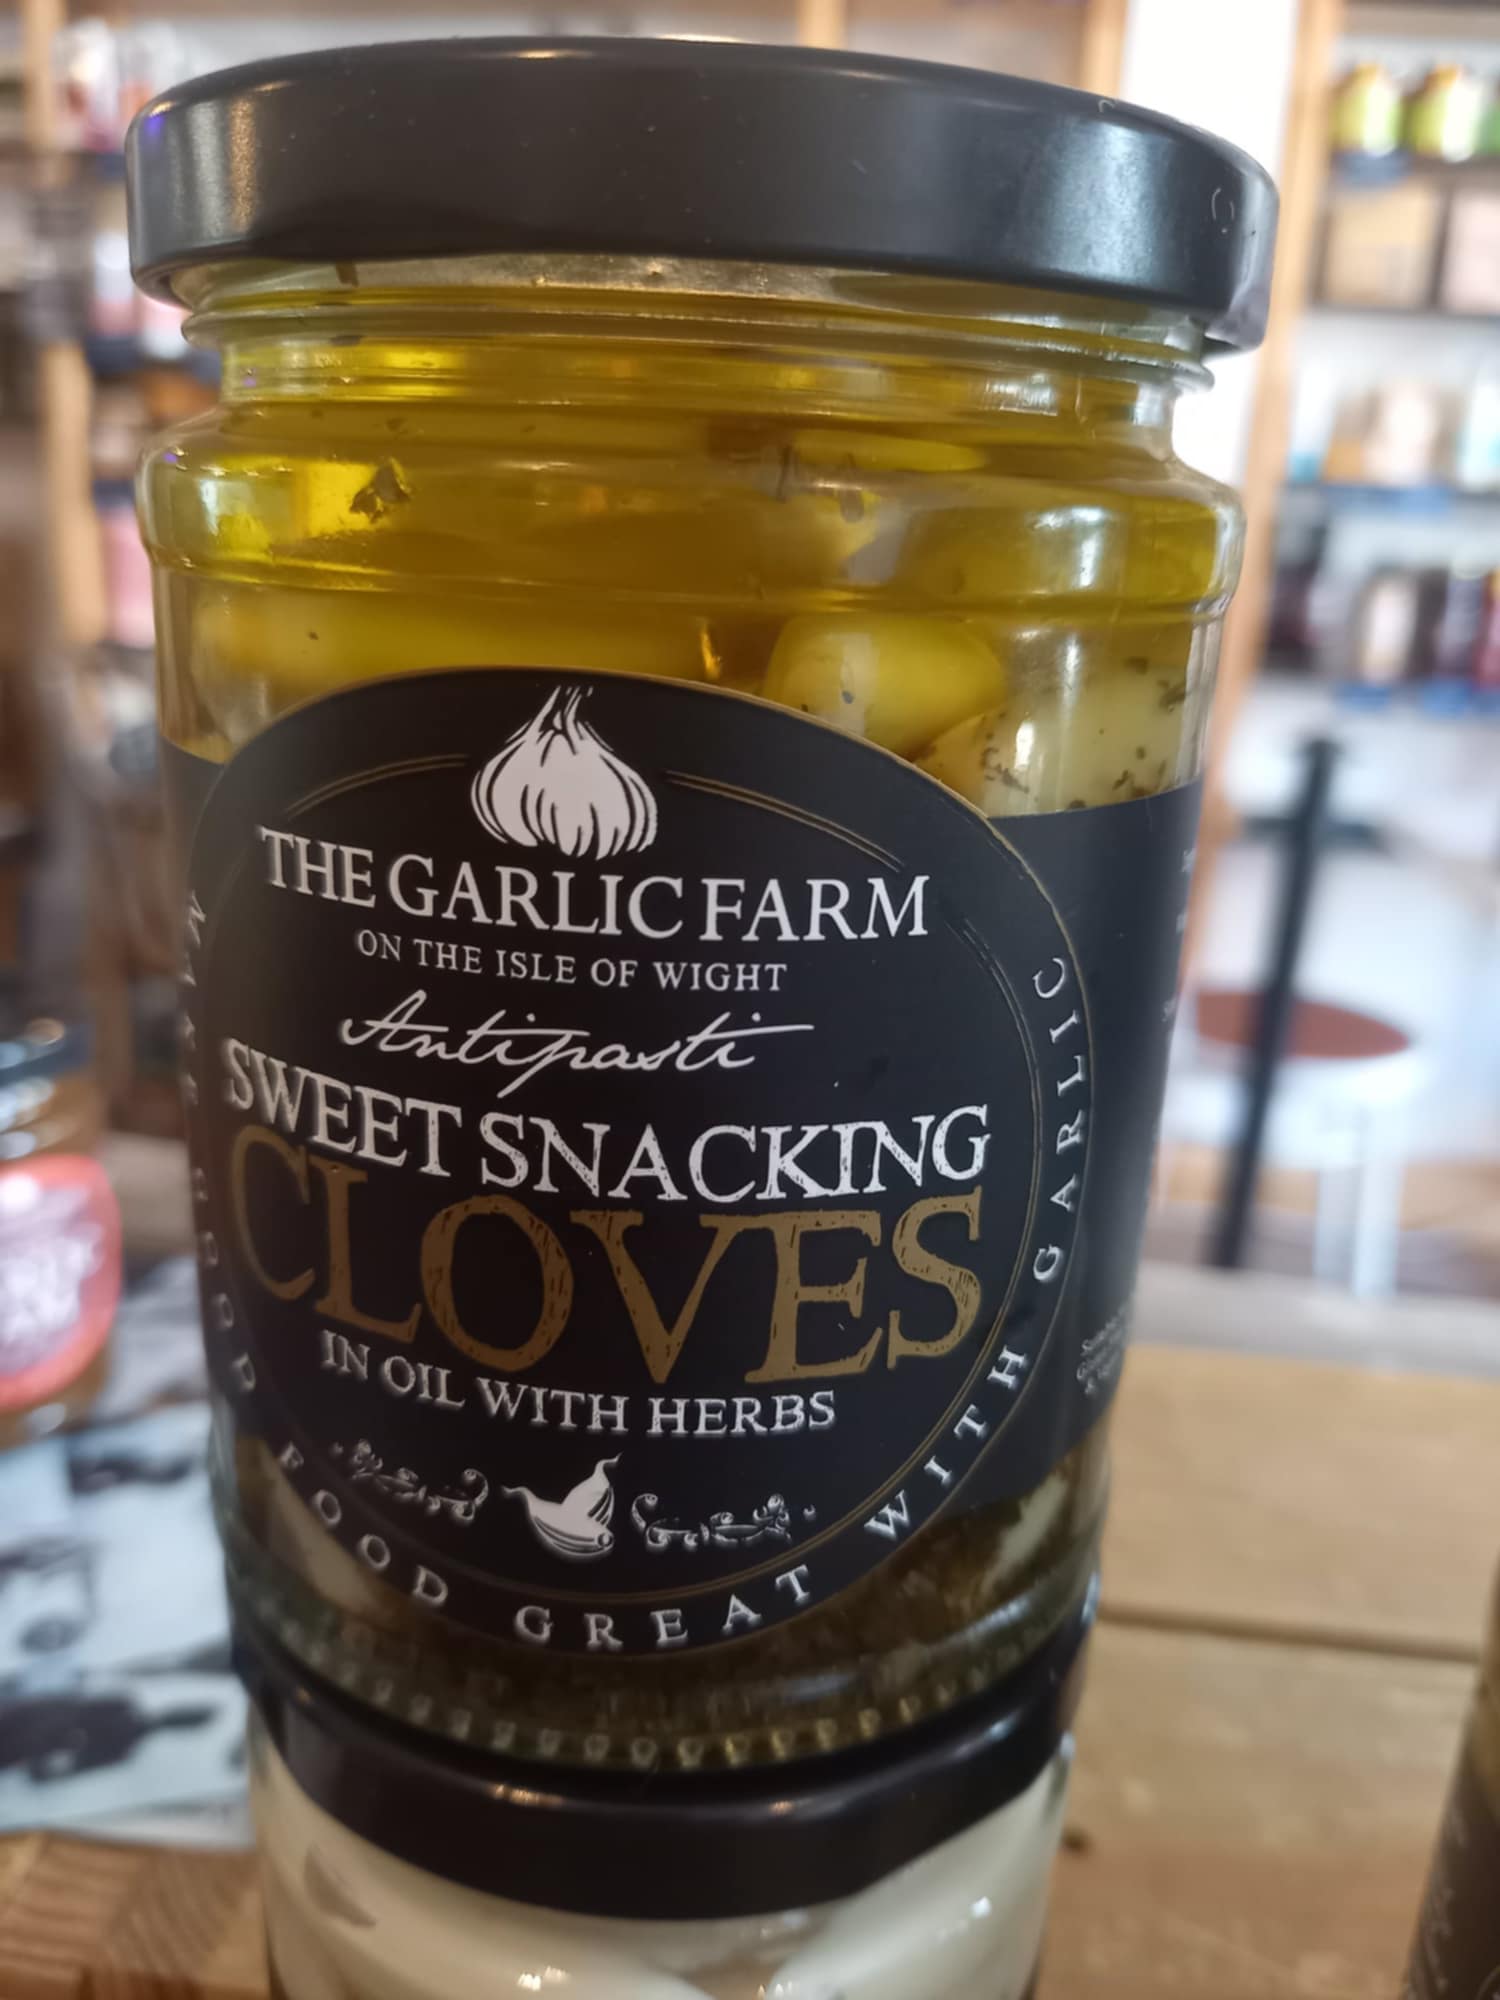 THE GARLIC FARM
ON THE ISLE OF WIGHT
Antipasti
SWEET SNACKING
CLOVES
IN OIL WITH HERBS
GOOD FOOD GREAT WITH GARLIC